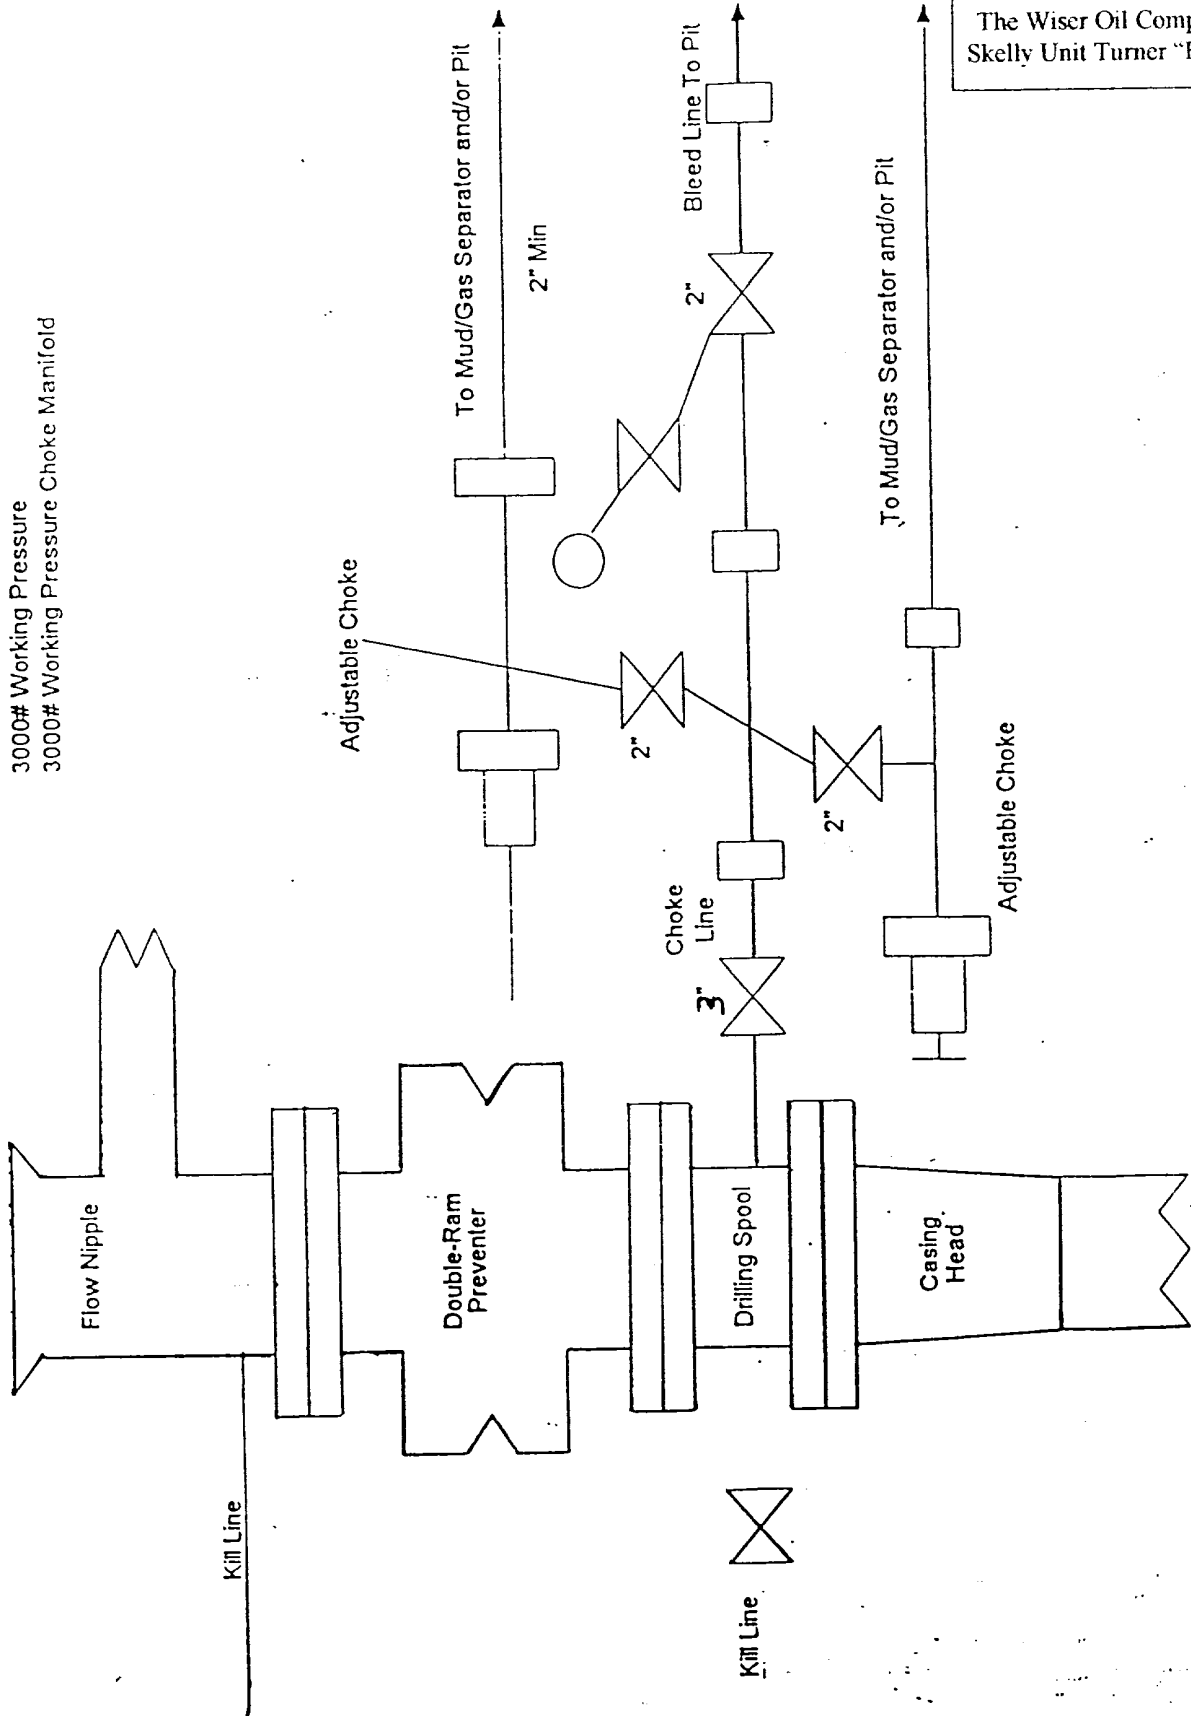 The Wiser Oil Comp
Skelly Unit Turner
3000# Working Pressure
3000# Working Pressure Choke Manifold
Adjustable Choke
To Mud/Gas Separator and/or Pit
2" Min
Bleed Line To Pit
2"
2"
2"
Choke
Line
3"
To Mud/Gas Separator and/or Pit
Adjustable Choke
Flow Nipple
Kill Line
Double-Ram
Preventer
Drilling Spool
Casing
Head
Kill Line